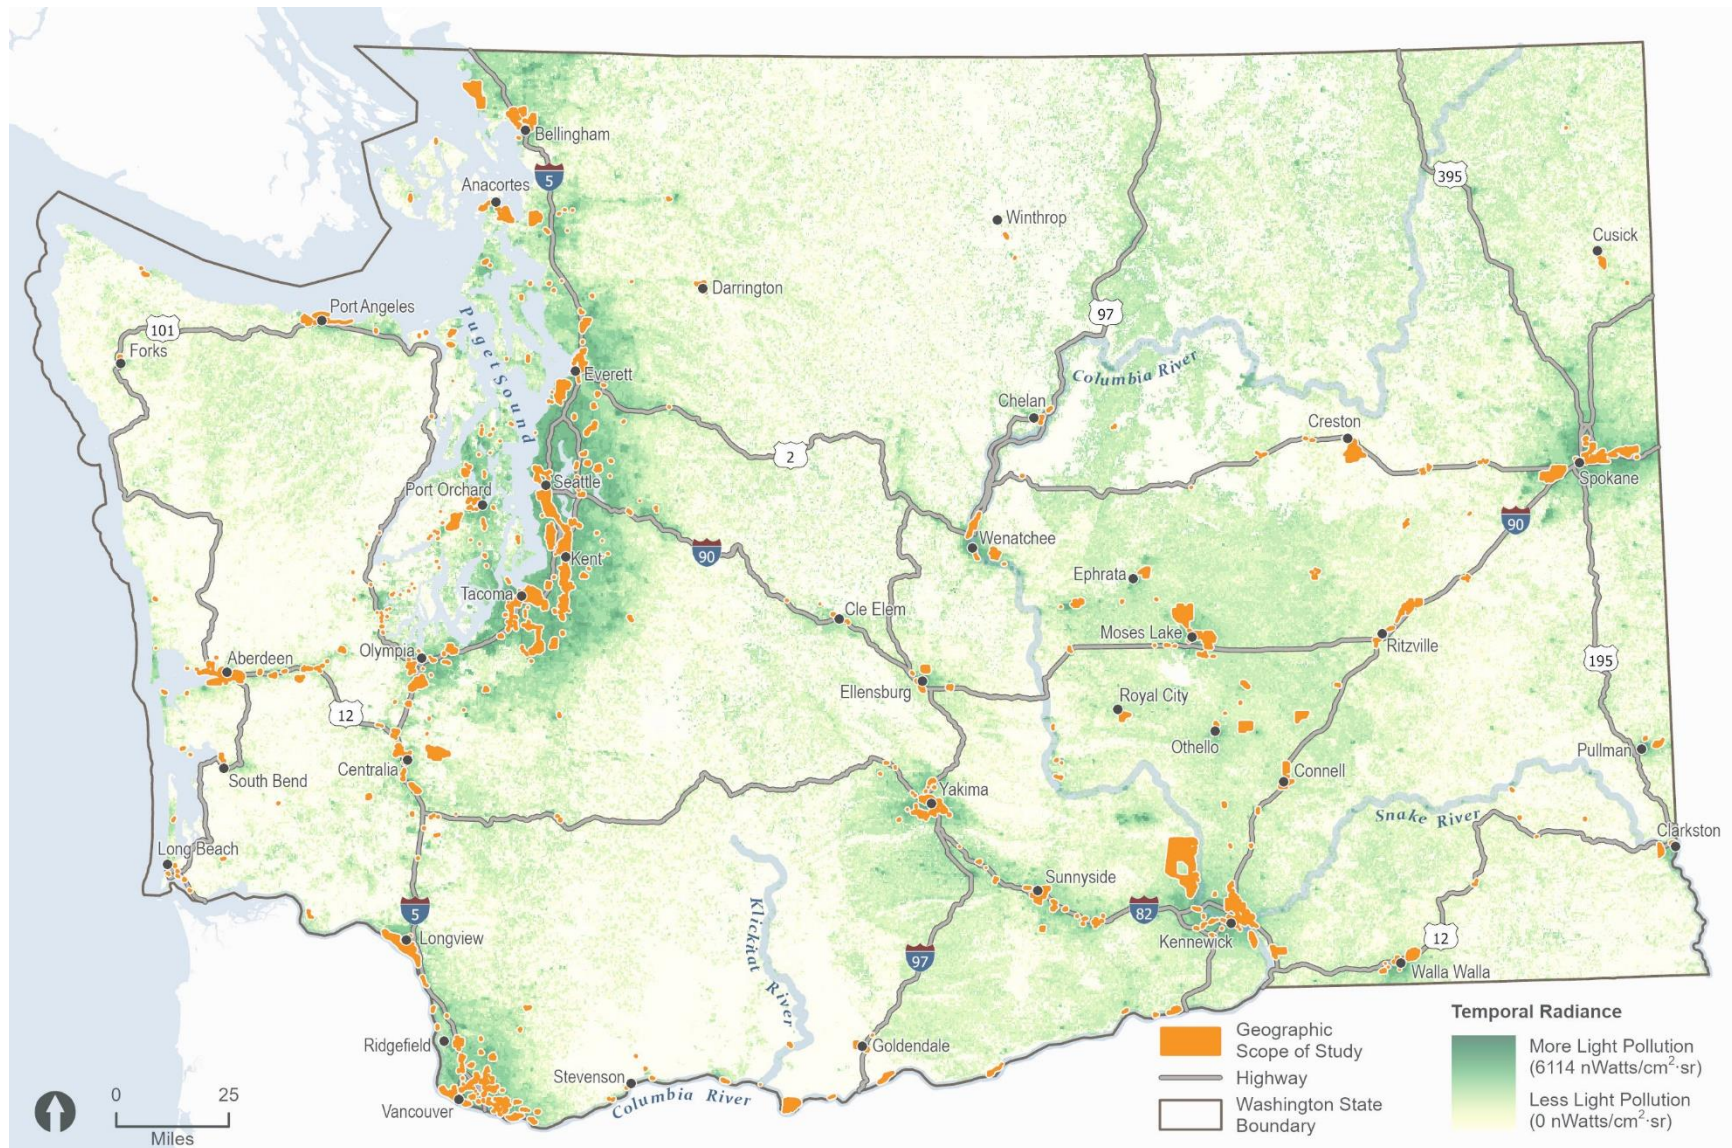 Bellingham
5
Anacortes
395
Winthrop
Cusick
Darrington
Port Angeles
101
Puget Sound
97
Forks
Everett
Columbia River
Chelan
Creston
2
Seattle
Port Orchard
Spokane
90
Wenatchee
90
Kent
Ephrata
Tacoma
Cle Elem
Moses Lake
Ritzville
Olympia
Aberdeen
195
Ellensburg
Royal City
12
Othello
Pullman
Centralia
South Bend
Connell
Yakima
Snake River
Clarkston
Long Beach
Sunnyside
5
82
Klickitat
River
Kennewick
12
Longview
97
Walla Walla
Ridgefield
Goldendale
Stevenson
Vancouver
Columbia River
0 25
Miles
Geographic
Scope of Study
Highway
Washington State
Boundary
Temporal Radiance
More Light Pollution
(6114 nWatts/cm²·sr)
Less Light Pollution
(0 nWatts/cm²·sr)